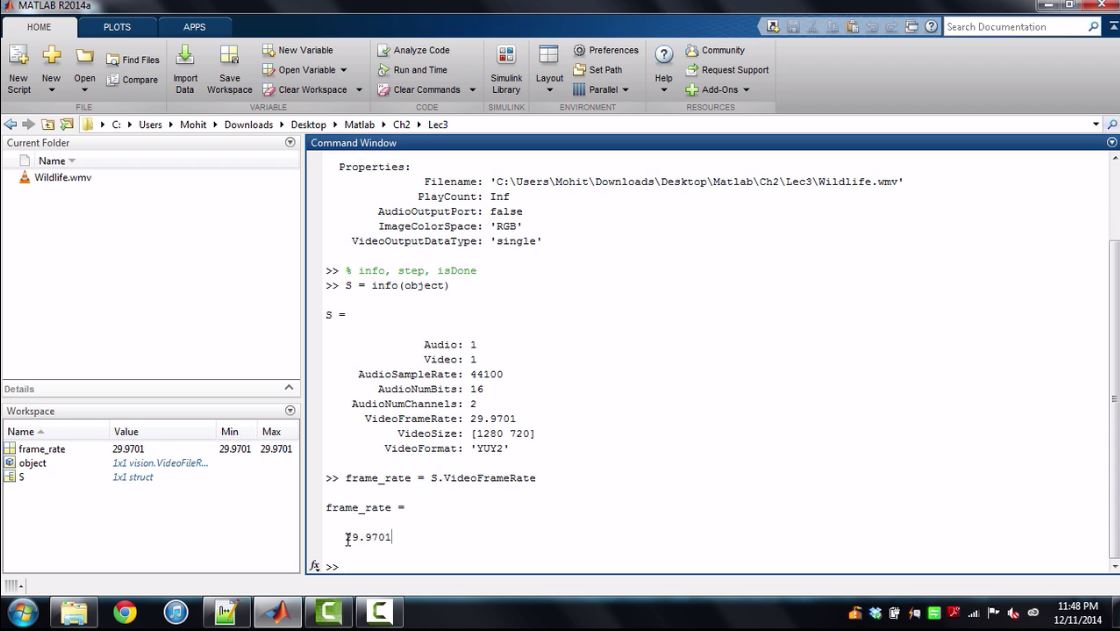 MATLAB R2014a
HOME PLOTS APPS
Search Documentation
New Script
New
Open
Find Files
Compare
Import Data
Save Workspace
New Variable
Open Variable
Clear Workspace
Analyze Code
Run and Time
Clear Commands
Simulink Library
Layout
Preferences
Set Path
Parallel
Help
Community
Request Support
Add-Ons
FILE VARIABLE CODE SIMULINK ENVIRONMENT RESOURCES
C: Users Mohit Downloads Desktop Matlab Ch2 Lec3
Current Folder
Name
Wildlife.wmv
Details
Workspace
Name Value Min Max
frame_rate 29.9701 29.9701 29.9701
object 1x1 vision.VideoFileR...
S 1x1 struct
Command Window
Properties:
Filename: 'C:\Users\Mohit\Downloads\Desktop\Matlab\Ch2\Lec3\Wildlife.wmv'
PlayCount: Inf
AudioOutputPort: false
ImageColorSpace: 'RGB'
VideoOutputDataType: 'single'
>> % info, step, isDone
>> S = info(object)
S =
Audio: 1
Video: 1
AudioSampleRate: 44100
AudioNumBits: 16
AudioNumChannels: 2
VideoFrameRate: 29.9701
VideoSize: [1280 720]
VideoFormat: 'YUY2'
>> frame_rate = S.VideoFrameRate
frame_rate =
29.9701
fx >>
11:48 PM
12/11/2014